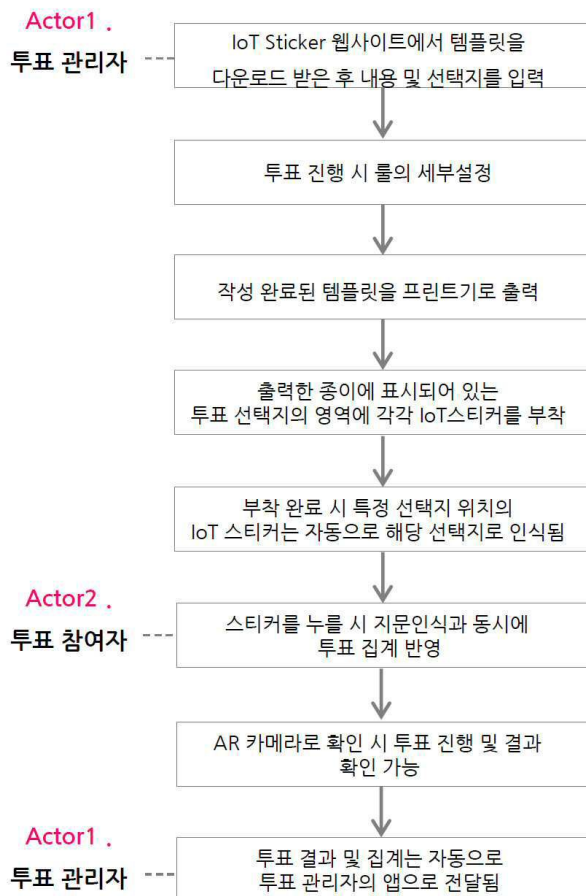 Actor1 .
투표 관리자
IoT Sticker 웹사이트에서 템플릿을
다운로드 받은 후 내용 및 선택지를 입력
투표 진행 시 룰의 세부설정
작성 완료된 템플릿을 프린트기로 출력
출력한 종이에 표시되어 있는
투표 선택지의 영역에 각각 IoT스티커를 부착
부착 완료 시 특정 선택지 위치의
IoT 스티커는 자동으로 해당 선택지로 인식됨
Actor2 .
투표 참여자
스티커를 누를 시 지문인식과 동시에
투표 집계 반영
AR 카메라로 확인 시 투표 진행 및 결과
확인 가능
Actor1 .
투표 관리자
투표 결과 및 집계는 자동으로
투표 관리자의 앱으로 전달됨